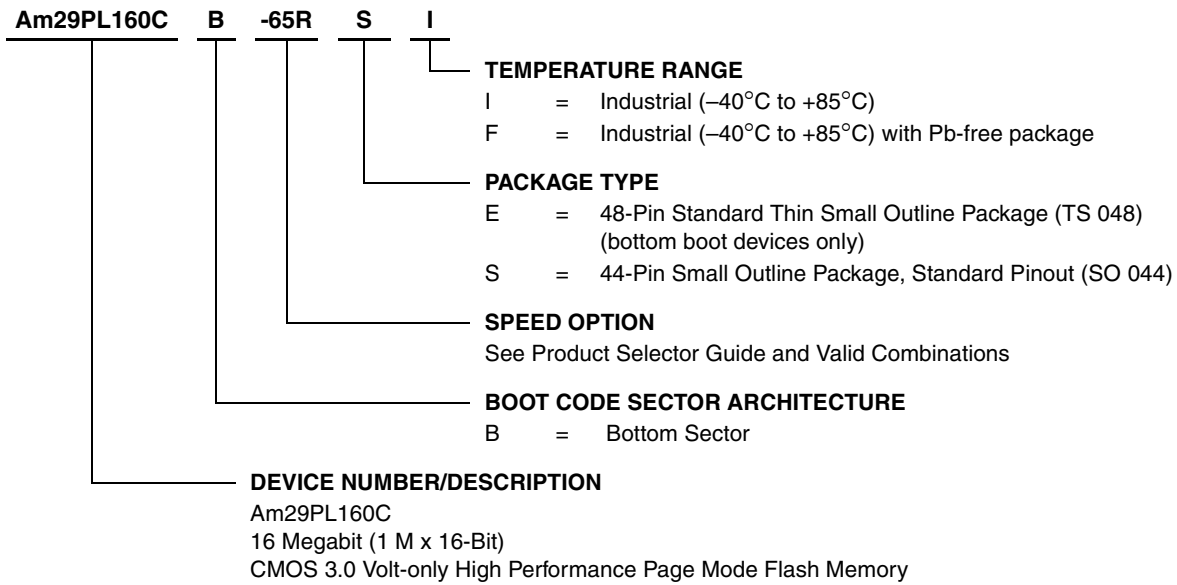 Am29PL160C B -65R S I
TEMPERATURE RANGE
I = Industrial (–40°C to +85°C)
F = Industrial (–40°C to +85°C) with Pb-free package
PACKAGE TYPE
E = 48-Pin Standard Thin Small Outline Package (TS 048)
(bottom boot devices only)
S = 44-Pin Small Outline Package, Standard Pinout (SO 044)
SPEED OPTION
See Product Selector Guide and Valid Combinations
BOOT CODE SECTOR ARCHITECTURE
B = Bottom Sector
DEVICE NUMBER/DESCRIPTION
Am29PL160C
16 Megabit (1 M x 16-Bit)
CMOS 3.0 Volt-only High Performance Page Mode Flash Memory